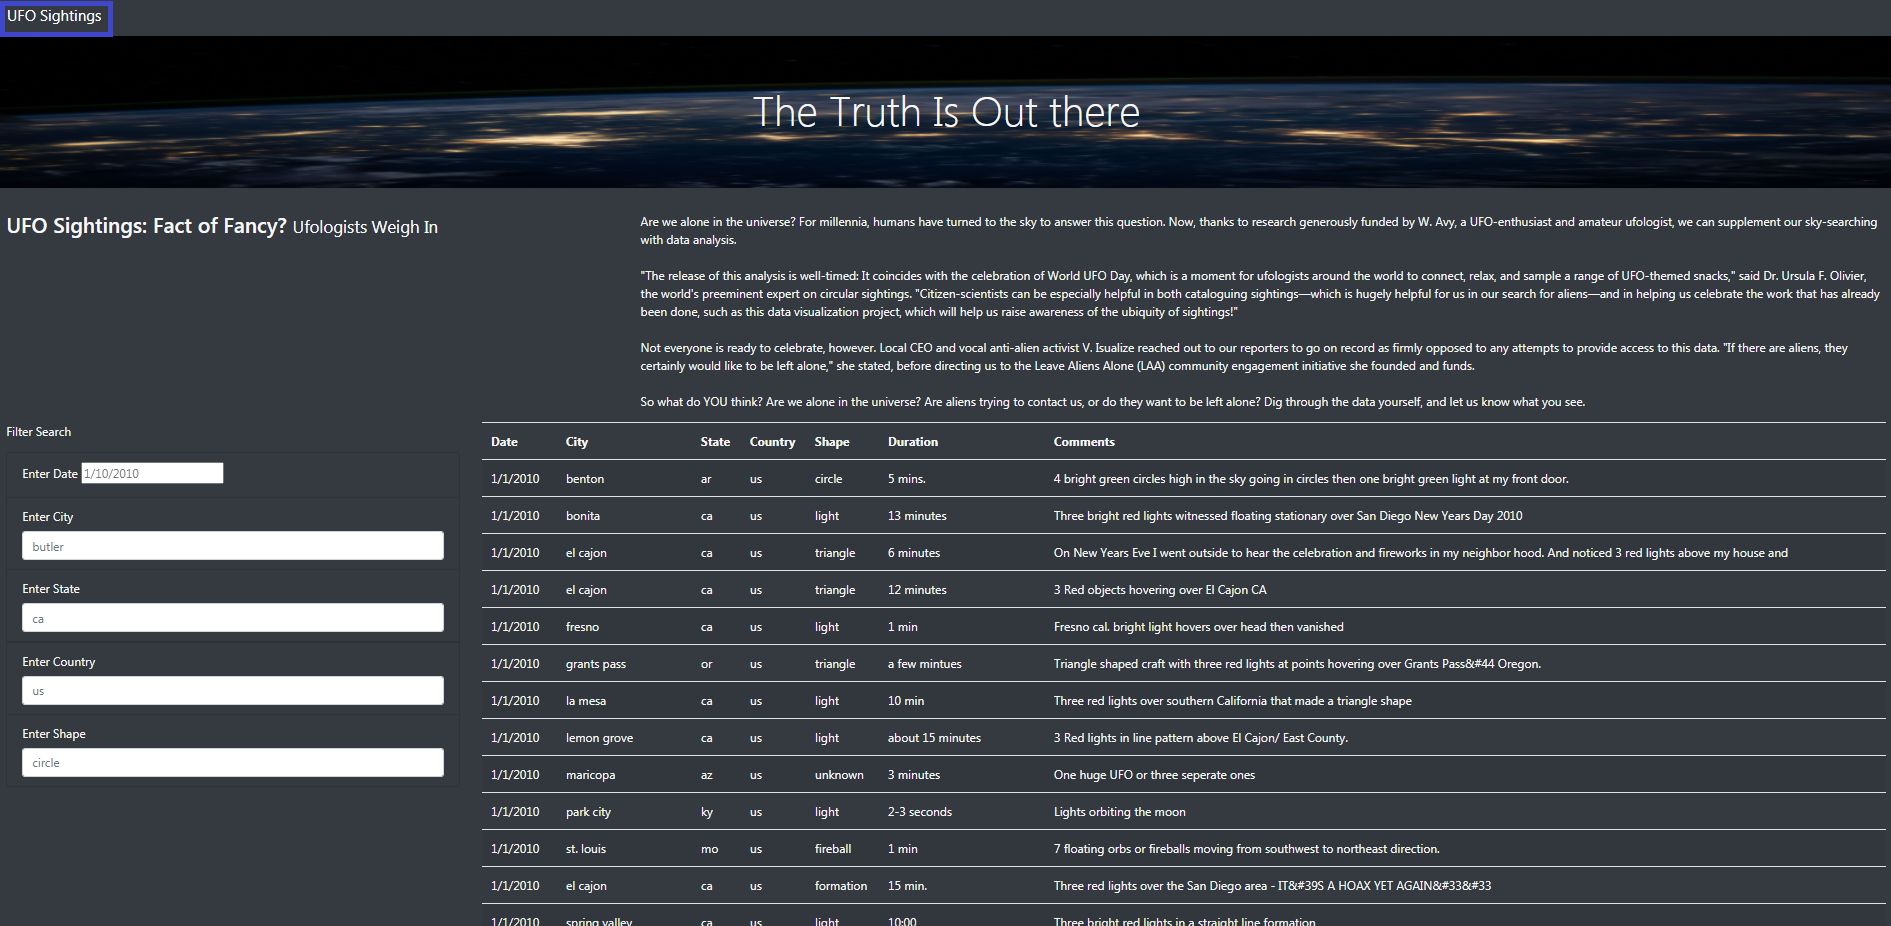 UFO Sightings
The Truth Is Out there
UFO Sightings: Fact of Fancy? Ufologists Weigh In
Are we alone in the universe? For millennia, humans have turned to the sky to answer this question. Now, thanks to research generously funded by W. Avy, a UFO-enthusiast and amateur ufologist, we can supplement our sky-searching
with data analysis.
"The release of this analysis is well-timed: It coincides with the celebration of World UFO Day, which is a moment for ufologists around the world to connect, relax, and sample a range of UFO-themed snacks," said Dr. Ursula F. Olivier,
the world's preeminent expert on circular sightings. "Citizen-scientists can be especially helpful in both cataloguing sightings—which is hugely helpful for us in our search for aliens—and in helping us celebrate the work that has already
been done, such as this data visualization project, which will help us raise awareness of the ubiquity of sightings!"
Not everyone is ready to celebrate, however. Local CEO and vocal anti-alien activist V. Isualize reached out to our reporters to go on record as firmly opposed to any attempts to provide access to this data. "If there are aliens, they
certainly would like to be left alone," she stated, before directing us to the Leave Aliens Alone (LAA) community engagement initiative she founded and funds.
So what do YOU think? Are we alone in the universe? Are aliens trying to contact us, or do they want to be left alone? Dig through the data yourself, and let us know what you see.
Filter Search
Enter Date 1/10/2010
Enter City
butler
Enter State
ca
Enter Country
us
Enter Shape
circle
Date City State Country Shape Duration Comments
1/1/2010 benton ar us circle 5 mins. 4 bright green circles high in the sky going in circles then one bright green light at my front door.
1/1/2010 bonita ca us light 13 minutes Three bright red lights witnessed floating stationary over San Diego New Years Day 2010
1/1/2010 el cajon ca us triangle 6 minutes On New Years Eve I went outside to hear the celebration and fireworks in my neighbor hood. And noticed 3 red lights above my house and
1/1/2010 el cajon ca us triangle 12 minutes 3 Red objects hovering over El Cajon CA
1/1/2010 fresno ca us light 1 min Fresno cal. bright light hovers over head then vanished
1/1/2010 grants pass or us triangle a few mintues Triangle shaped craft with three red lights at points hovering over Grants Pass&#44 Oregon.
1/1/2010 la mesa ca us light 10 min Three red lights over southern California that made a triangle shape
1/1/2010 lemon grove ca us light about 15 minutes 3 Red lights in line pattern above El Cajon/ East County.
1/1/2010 maricopa az us unknown 3 minutes One huge UFO or three seperate ones
1/1/2010 park city ky us light 2-3 seconds Lights orbiting the moon
1/1/2010 st. louis mo us fireball 1 min 7 floating orbs or fireballs moving from southwest to northeast direction.
1/1/2010 el cajon ca us formation 15 min. Three red lights over the San Diego area - IT&#39S A HOAX YET AGAIN&#33&#33
1/1/2010 spring valley ca us light 10:00 Three bright red lights in a straight line formation